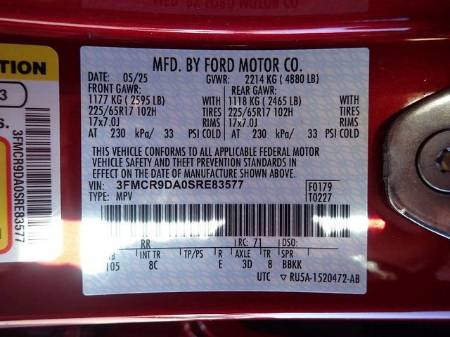 MFD. BY FORD MOTOR CO.
DATE 05/25 GVWR: 2214 KG ( 4880 LB)
FRONT GAWR: REAR GAWR:
1177 KG ( 2595 LB) WITH 1118 KG ( 2465 LB) WITH
225/65R17 102H TIRES 225/65R17 102H TIRES
17x7.0J RIMS 17x7.0J RIMS
AT 230 kPa/ 33 PSI COLD AT 230 kPa/ 33 PSI COLD
THIS VEHICLE CONFORMS TO ALL APPLICABLE FEDERAL MOTOR
VEHICLE SAFETY AND THEFT PREVENTION STANDARDS IN
EFFECT ON THE DATE OF MANUFACTURE SHOWN ABOVE.
VIN: 3FMCR9DA0SRE83577 F0179
TYPE: MPV T0227
RR RC: 71 DSO:
INT TR TP/PS R AXLE TR SPR
105 8C E 3D 8 BBKK
UTC RU5A-1520472-AB
TION
3
S.
3FMCR9DA0SRE83577